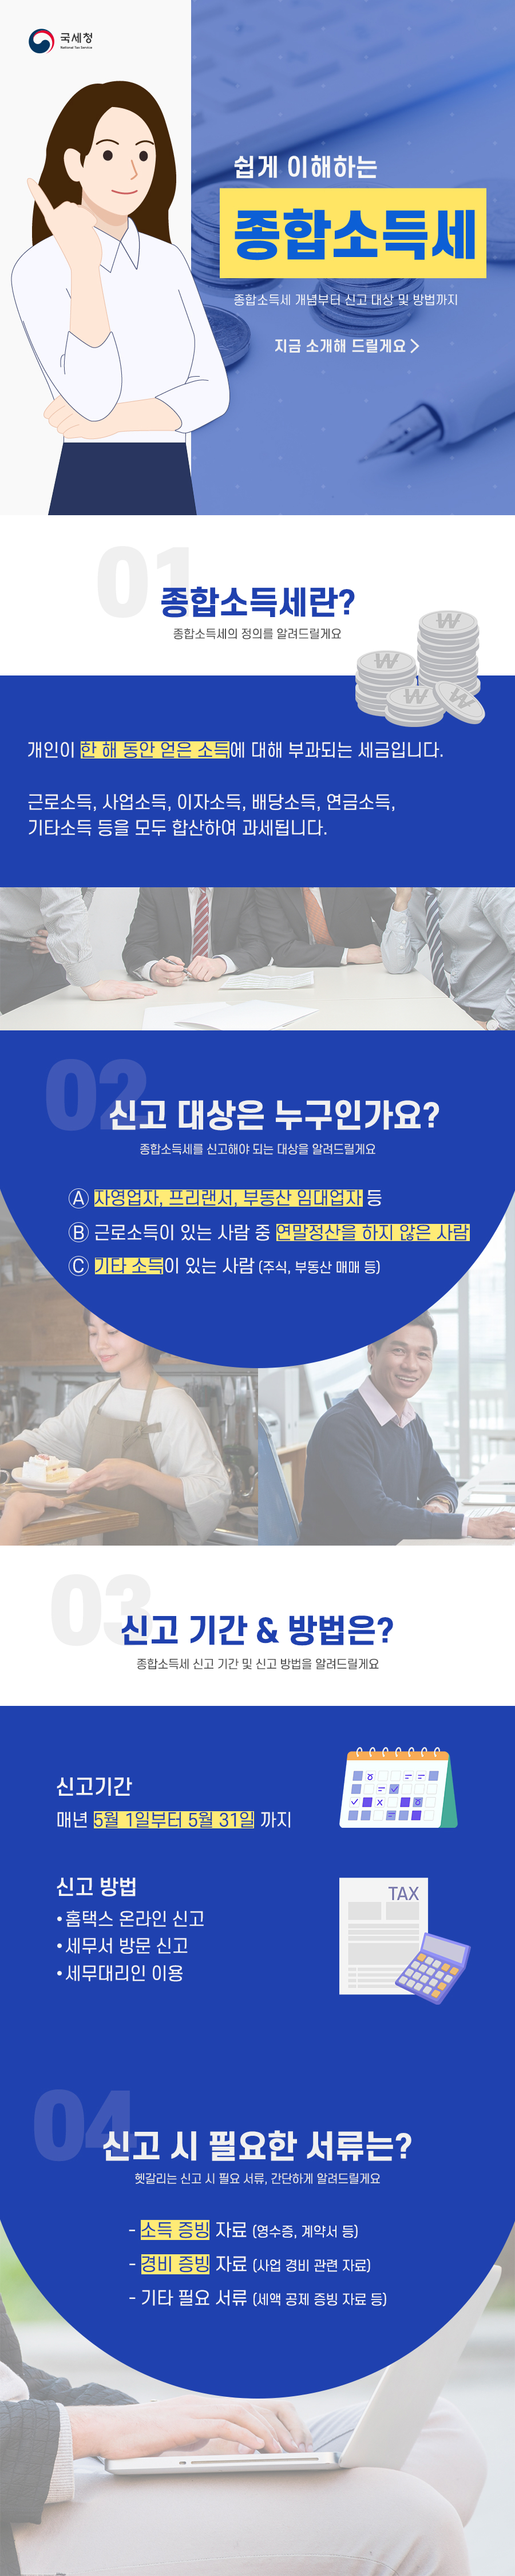 국세청
National Tax Service
쉽게 이해하는
종합소득세
종합소득세 개념부터 신고 대상 및 방법까지
지금 소개해 드릴게요 >
01
종합소득세란?
종합소득세의 정의를 알려드릴게요
개인이 한 해 동안 얻은 소득에 대해 부과되는 세금입니다.
근로소득, 사업소득, 이자소득, 배당소득, 연금소득,
기타소득 등을 모두 합산하여 과세됩니다.
02
신고 대상은 누구인가요?
종합소득세를 신고해야 되는 대상을 알려드릴게요
Ⓐ 자영업자, 프리랜서, 부동산 임대업자 등
Ⓑ 근로소득이 있는 사람 중 연말정산을 하지 않은 사람
Ⓒ 기타 소득이 있는 사람 (주식, 부동산 매매 등)
03
신고 기간 & 방법은?
종합소득세 신고 기간 및 신고 방법을 알려드릴게요
신고기간
매년 5월 1일부터 5월 31일 까지
신고 방법
•홈택스 온라인 신고
•세무서 방문 신고
•세무대리인 이용
TAX
04
신고 시 필요한 서류는?
헷갈리는 신고 시 필요 서류, 간단하게 알려드릴게요
- 소득 증빙 자료 (영수증, 계약서 등)
- 경비 증빙 자료 (사업 경비 관련 자료)
- 기타 필요 서류 (세액 공제 증빙 자료 등)